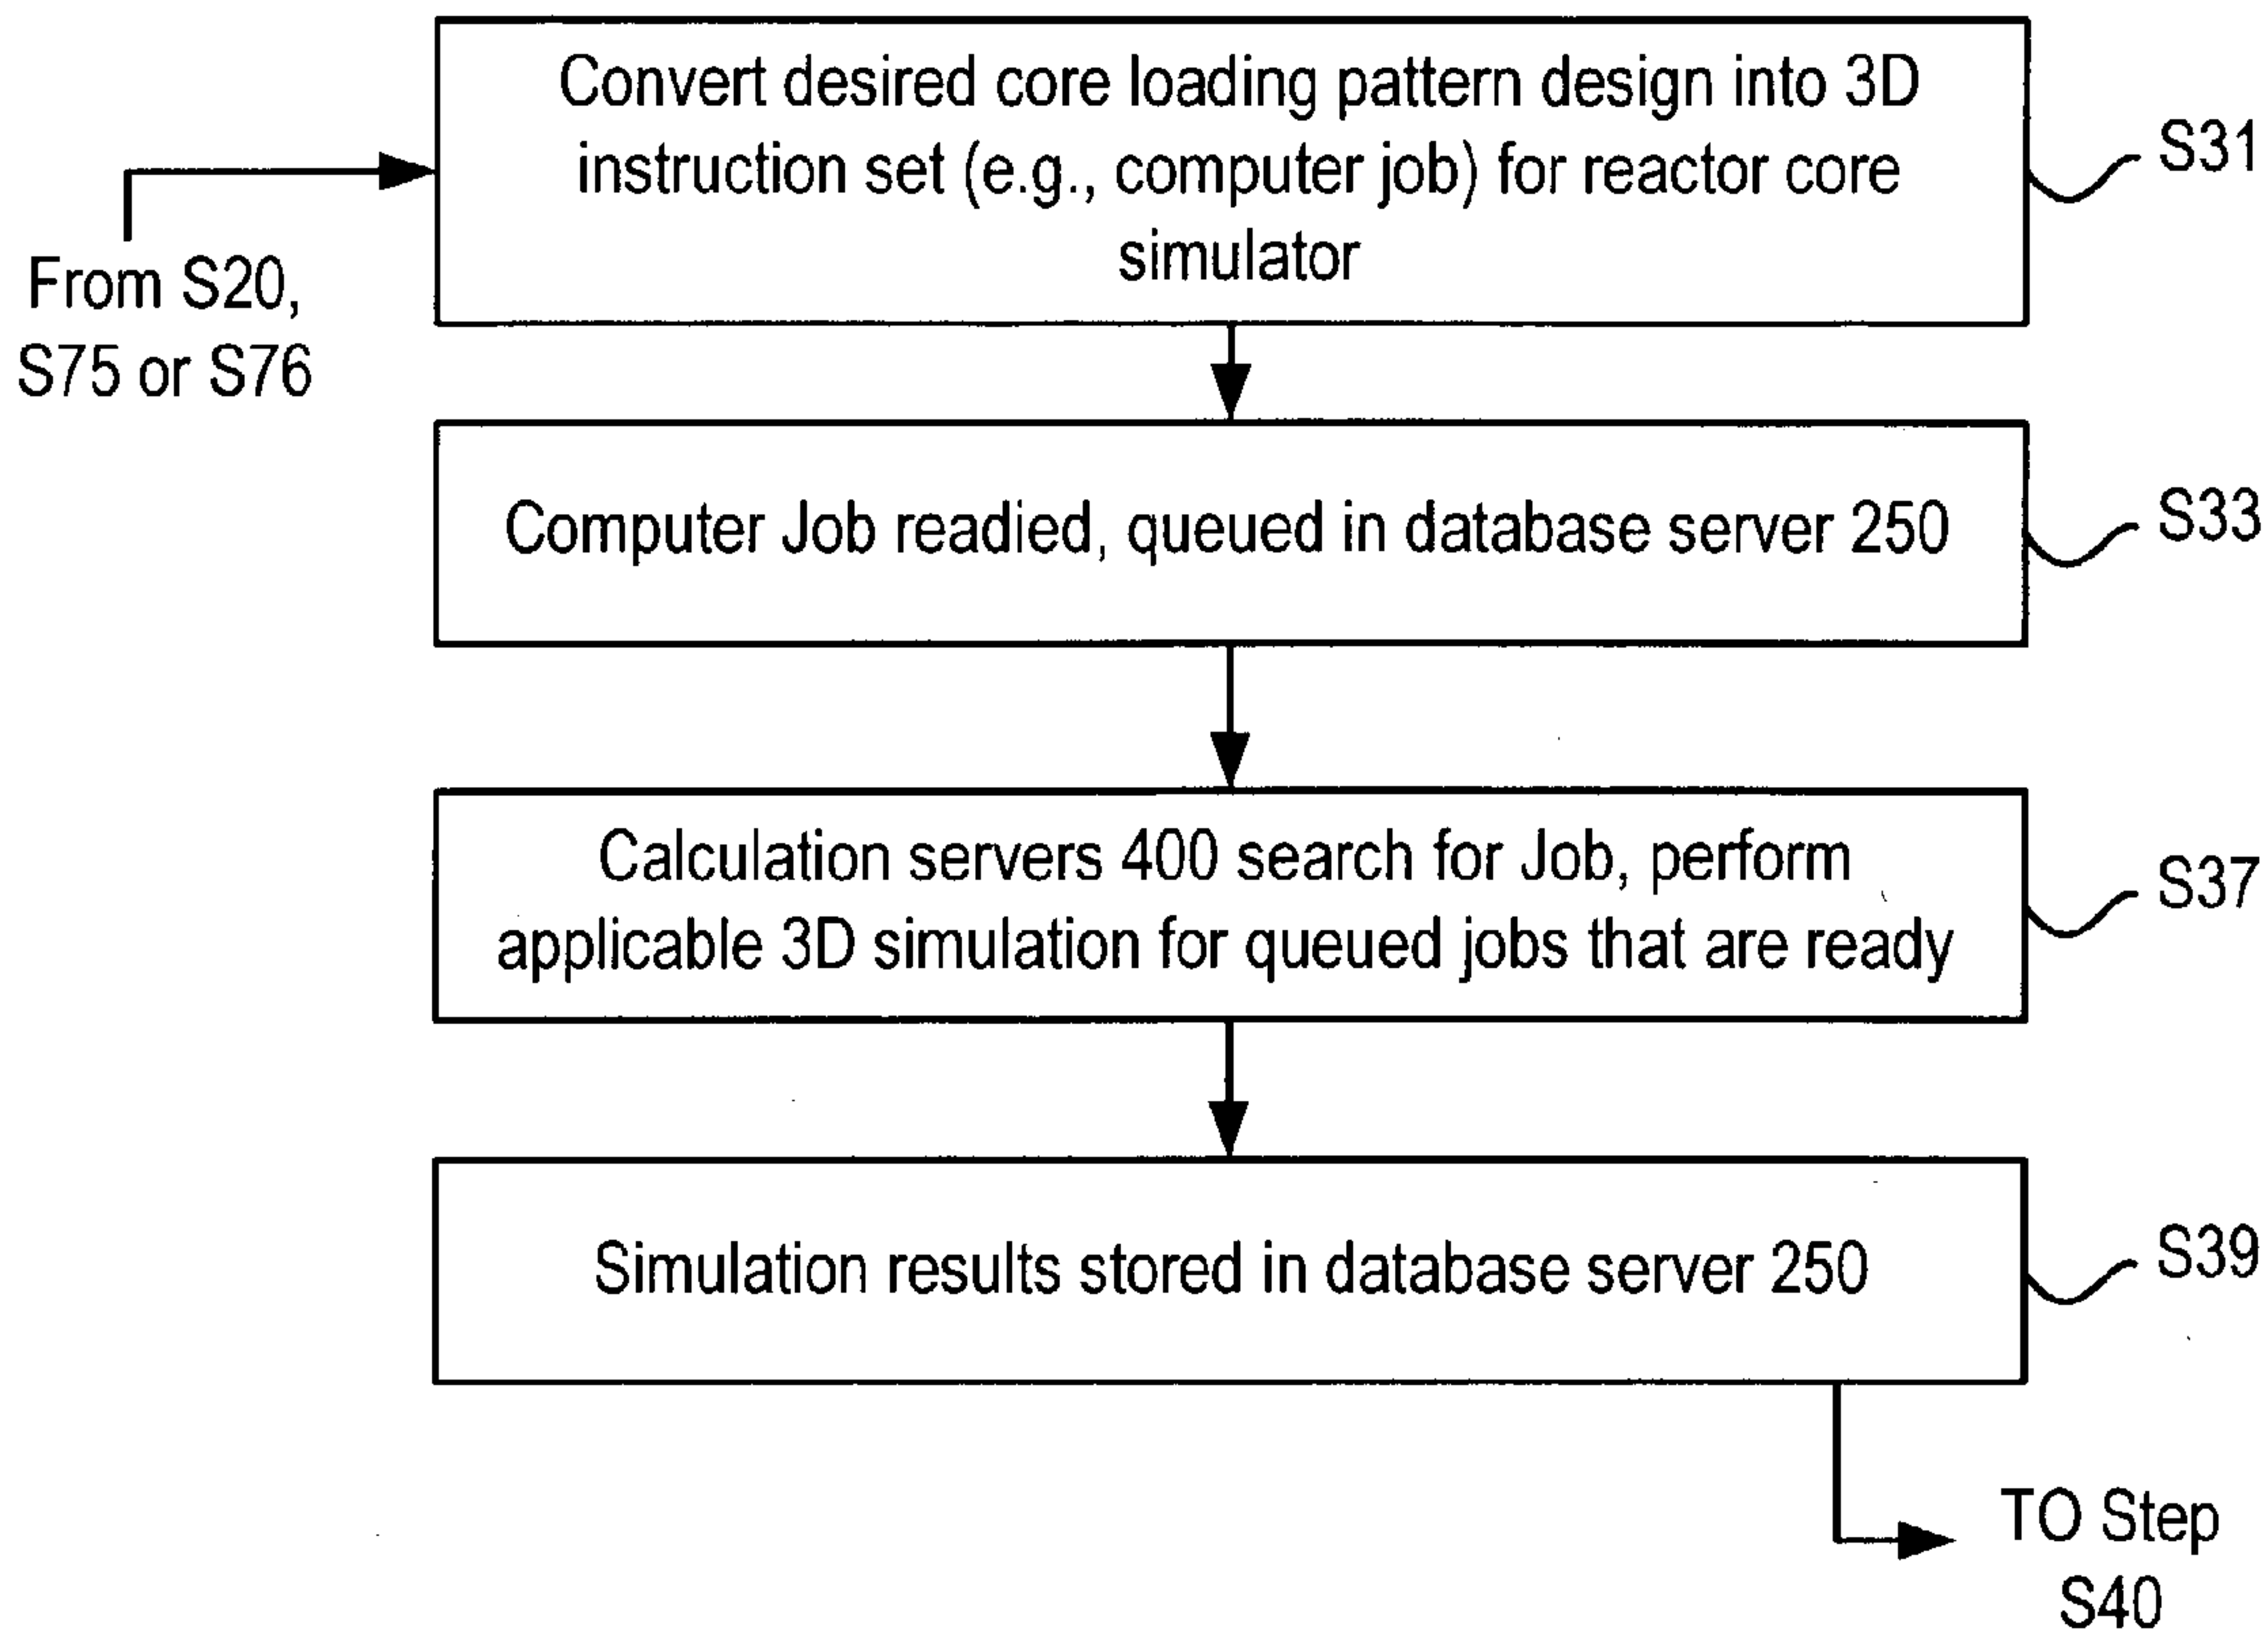 Convert desired core loading pattern design into 3D
instruction set (e.g., computer job) for reactor core
simulator
S31
From S20,
S75 or S76
Computer Job readied, queued in database server 250
S33
Calculation servers 400 search for Job, perform
applicable 3D simulation for queued jobs that are ready
S37
Simulation results stored in database server 250
S39
TO Step
S40